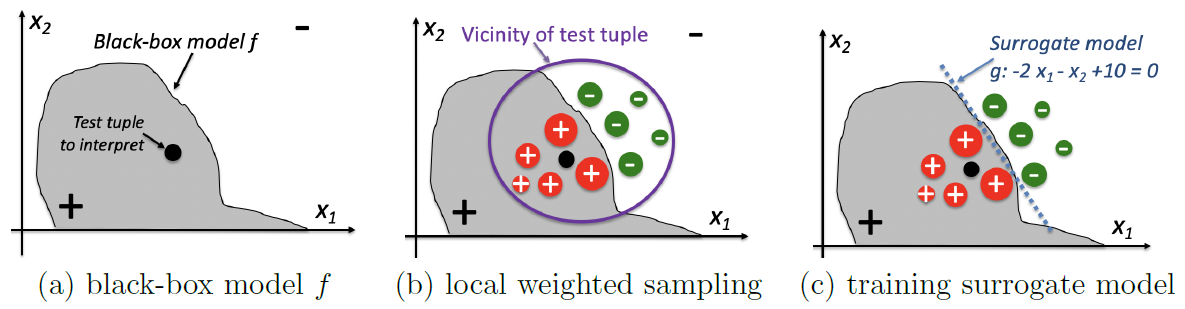 x2
Black-box model f
-
Test tuple
to interpret
+
x1
(a) black-box model f
x2
Vicinity of test tuple
-
- - - - -
+ + + + +
+
x1
(b) local weighted sampling
x2
Surrogate model
g: -2 x1 - x2 +10 = 0
- - - - -
+ + + + +
+
x1
(c) training surrogate model